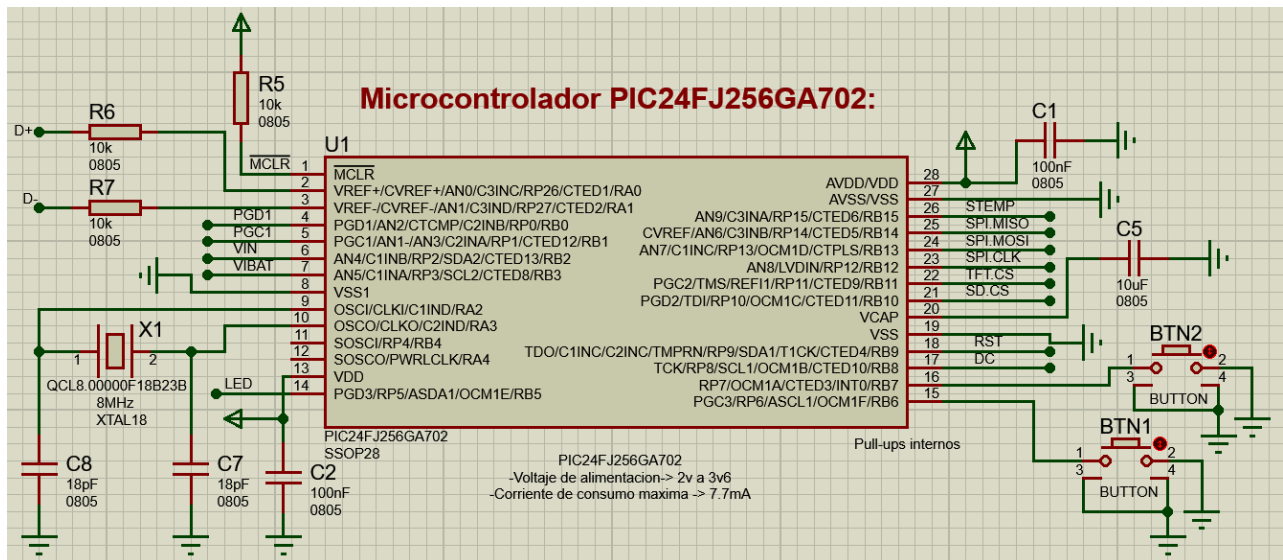 Microcontrolador PIC24FJ256GA702:
R5
10k
0805
R6
10k
0805
D+
R7
10k
0805
D-
MCLR
U1
1
MCLR
2
VREF+/CVREF+/AN0/C3INC/RP26/CTED1/RA0
3
VREF-/CVREF-/AN1/C3IND/RP27/CTED2/RA1
PGD1
4
PGD1/AN2/CTCMP/C2INB/RP0/RB0
PGC1
5
PGC1/AN1-/AN3/C2INA/RP1/CTED12/RB1
VIN
6
AN4/C1INB/RP2/SDA2/CTED13/RB2
VIBAT
7
AN5/C1INA/RP3/SCL2/CTED8/RB3
8
VSS1
9
OSCI/CLKI/C1IND/RA2
10
OSCO/CLKO/C2IND/RA3
11
SOSCI/RP4/RB4
12
SOSCO/PWRLCLK/RA4
13
VDD
LED
14
PGD3/RP5/ASDA1/OCM1E/RB5
AVDD/VDD
28
AVSS/VSS
27
AN9/C3INA/RP15/CTED6/RB15
26
STEMP
CVREF/AN6/C3INB/RP14/CTED5/RB14
25
SPI.MISO
AN7/C1INC/RP13/OCM1D/CTPLS/RB13
24
SPI.MOSI
AN8/LVDIN/RP12/RB12
23
SPI.CLK
PGC2/TMS/REFI1/RP11/CTED9/RB11
22
TFT.CS
PGD2/TDI/RP10/OCM1C/CTED11/RB10
21
SD.CS
VCAP
20
VSS
19
TDO/C1INC/C2INC/TMPRN/RP9/SDA1/T1CK/CTED4/RB9
18
RST
TCK/RP8/SCL1/OCM1B/CTED10/RB8
17
DC
RP7/OCM1A/CTED3/INT0/RB7
16
PGC3/RP6/ASCL1/OCM1F/RB6
15
PIC24FJ256GA702
SSOP28
C1
100nF
0805
C5
10uF
0805
X1
1
2
QCL8.00000F18B23B
8MHz
XTAL18
C8
18pF
0805
C7
18pF
0805
C2
100nF
0805
PIC24FJ256GA702
-Voltaje de alimentacion-> 2v a 3v6
-Corriente de consumo maxima -> 7.7mA
Pull-ups internos
BTN2
1
2
3
4
BUTTON
BTN1
1
2
3
4
BUTTON